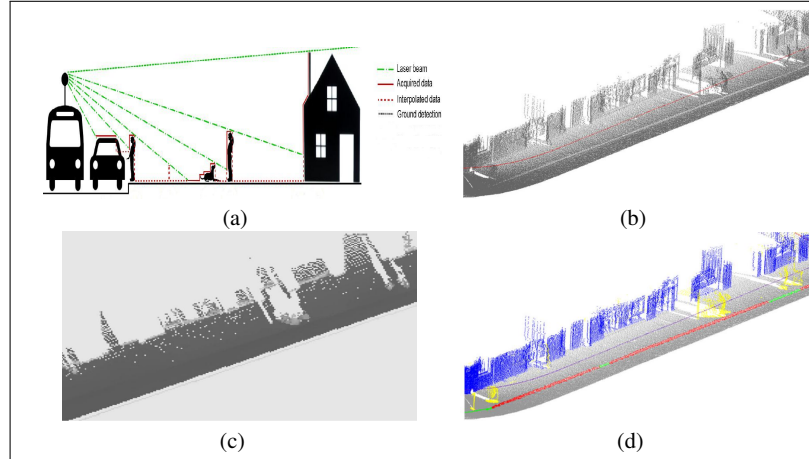 Laser beam
Acquired data
Interpolated data
Ground detection
(a)
(b)
(c)
(d)